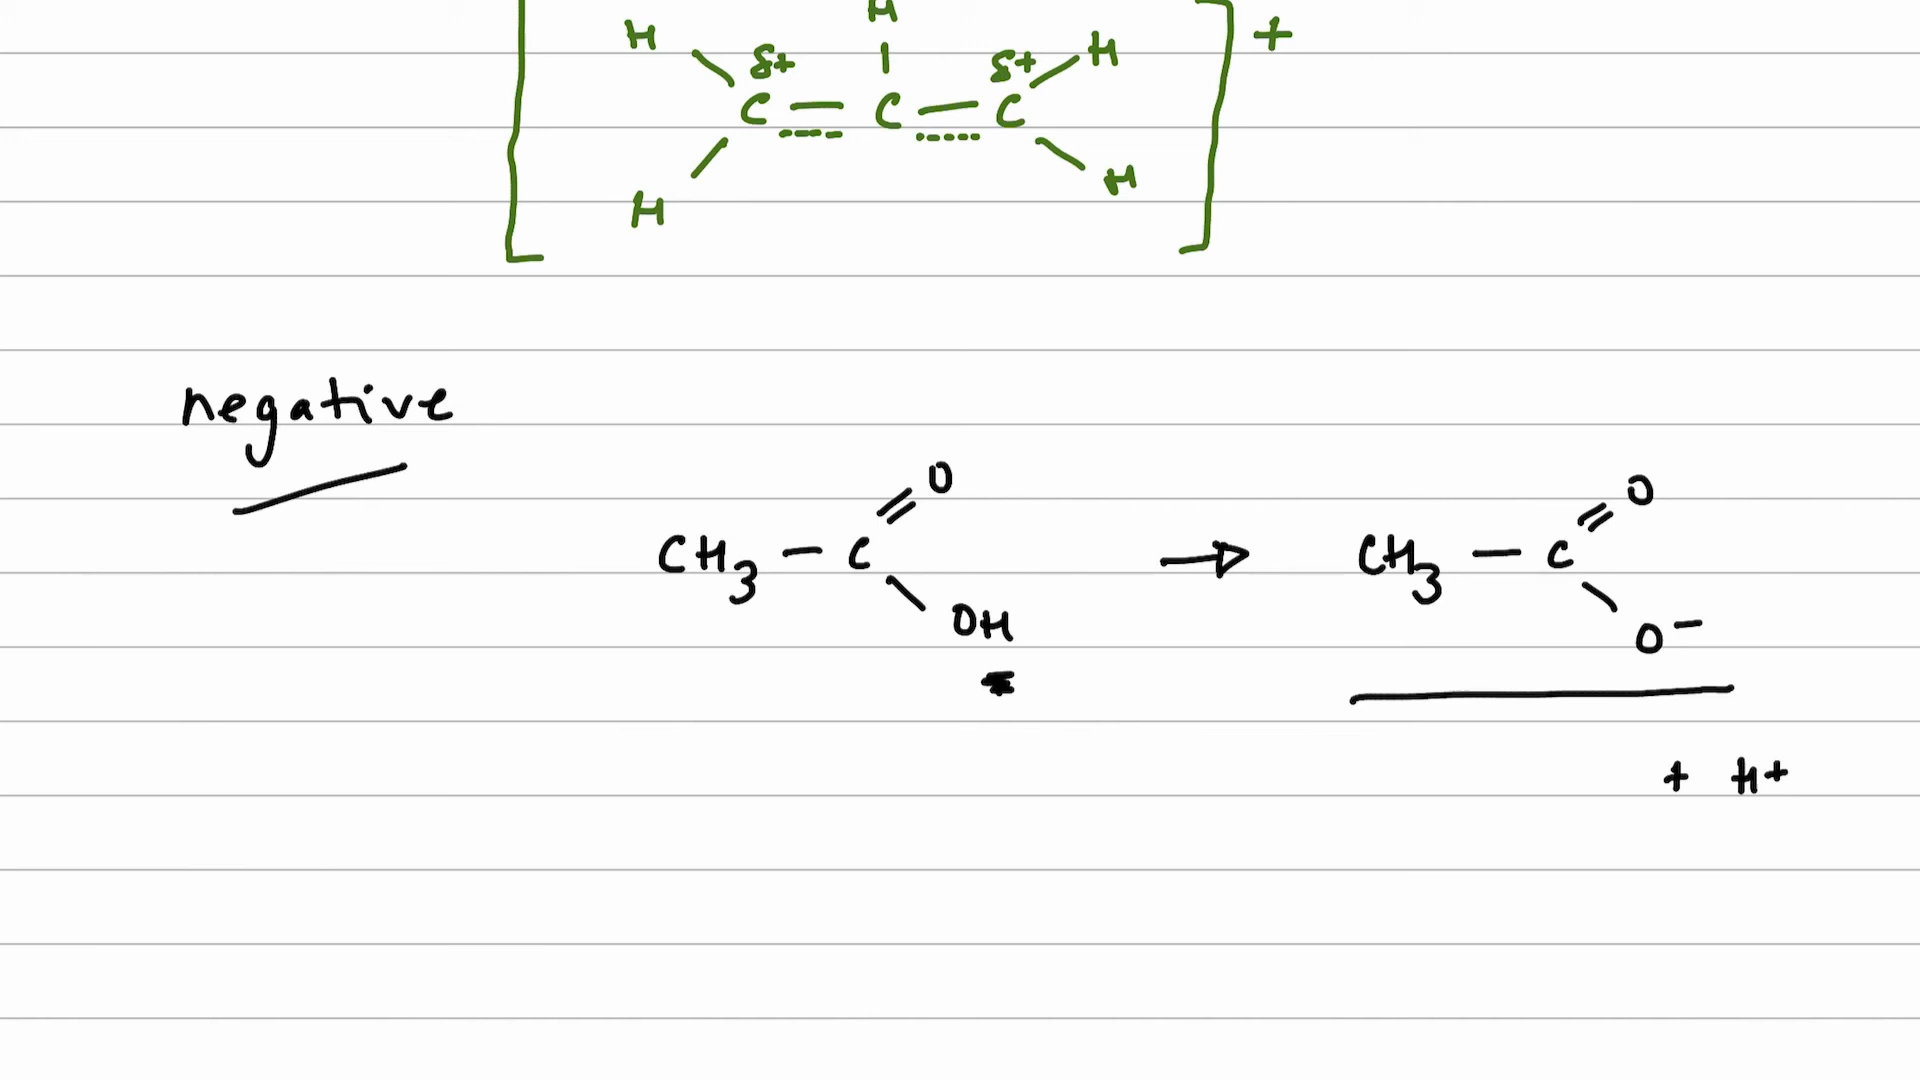 H
H δ+ δ+ H +
C = C = C
H H
negative
O O
CH3 - C → CH3 - C
OH O-
+ H+